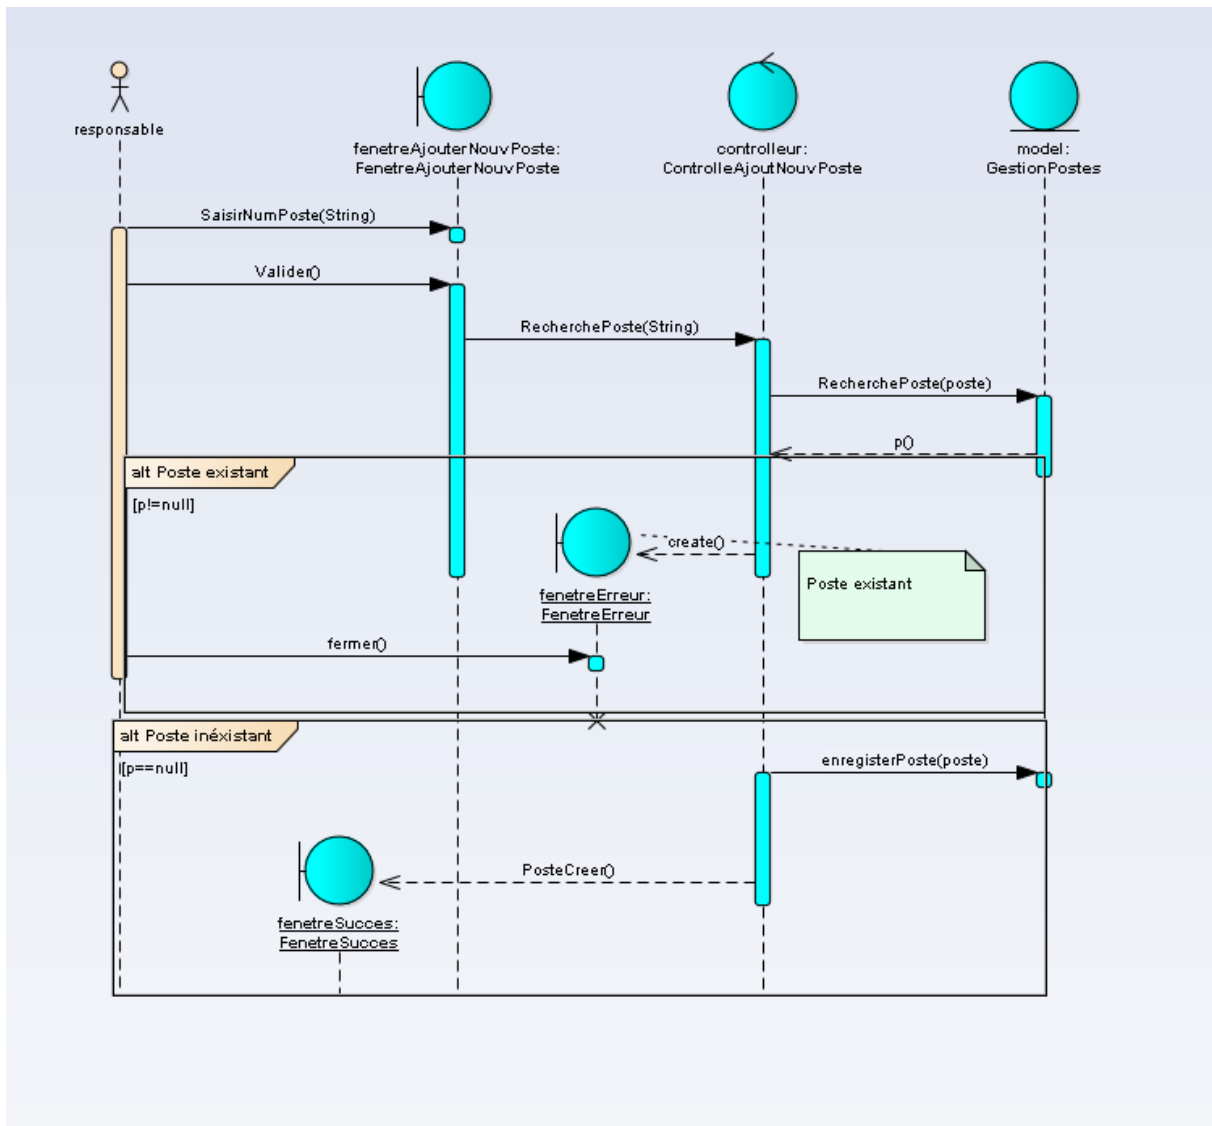 responsable
fenetreAjouterNouvPoste:
FenetreAjouterNouvPoste
controlleur:
ControlleAjoutNouvPoste
model:
GestionPostes
SaisirNumPoste(String)
Valider()
RecherchePoste(String)
RecherchePoste(poste)
p()
alt Poste existant
[p!=null]
create()
Poste existant
fenetreErreur:
FenetreErreur
fermer()
alt Poste inéxistant
[p==null]
enregisterPoste(poste)
PosteCreer()
fenetreSucces:
FenetreSucces